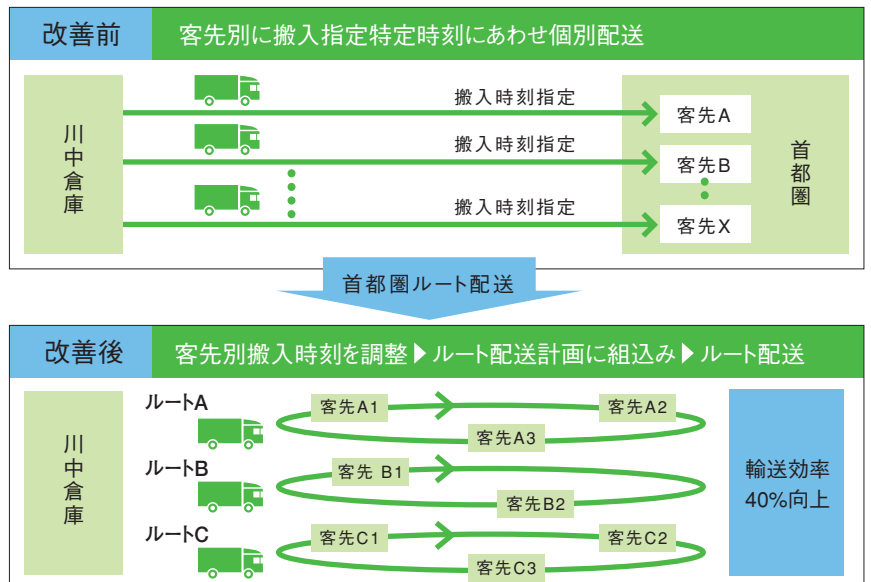 改善前
客先別に搬入指定特定時刻にあわせ個別配送
川中倉庫
搬入時刻指定
客先A
搬入時刻指定
客先B
搬入時刻指定
客先X
首都圏
首都圏ルート配送
改善後
客先別搬入時刻を調整▶ルート配送計画に組込み▶ルート配送
川中倉庫
ルートA
客先A1
客先A2
客先A3
ルートB
客先 B1
客先B2
ルートC
客先C1
客先C2
客先C3
輸送効率
40%向上